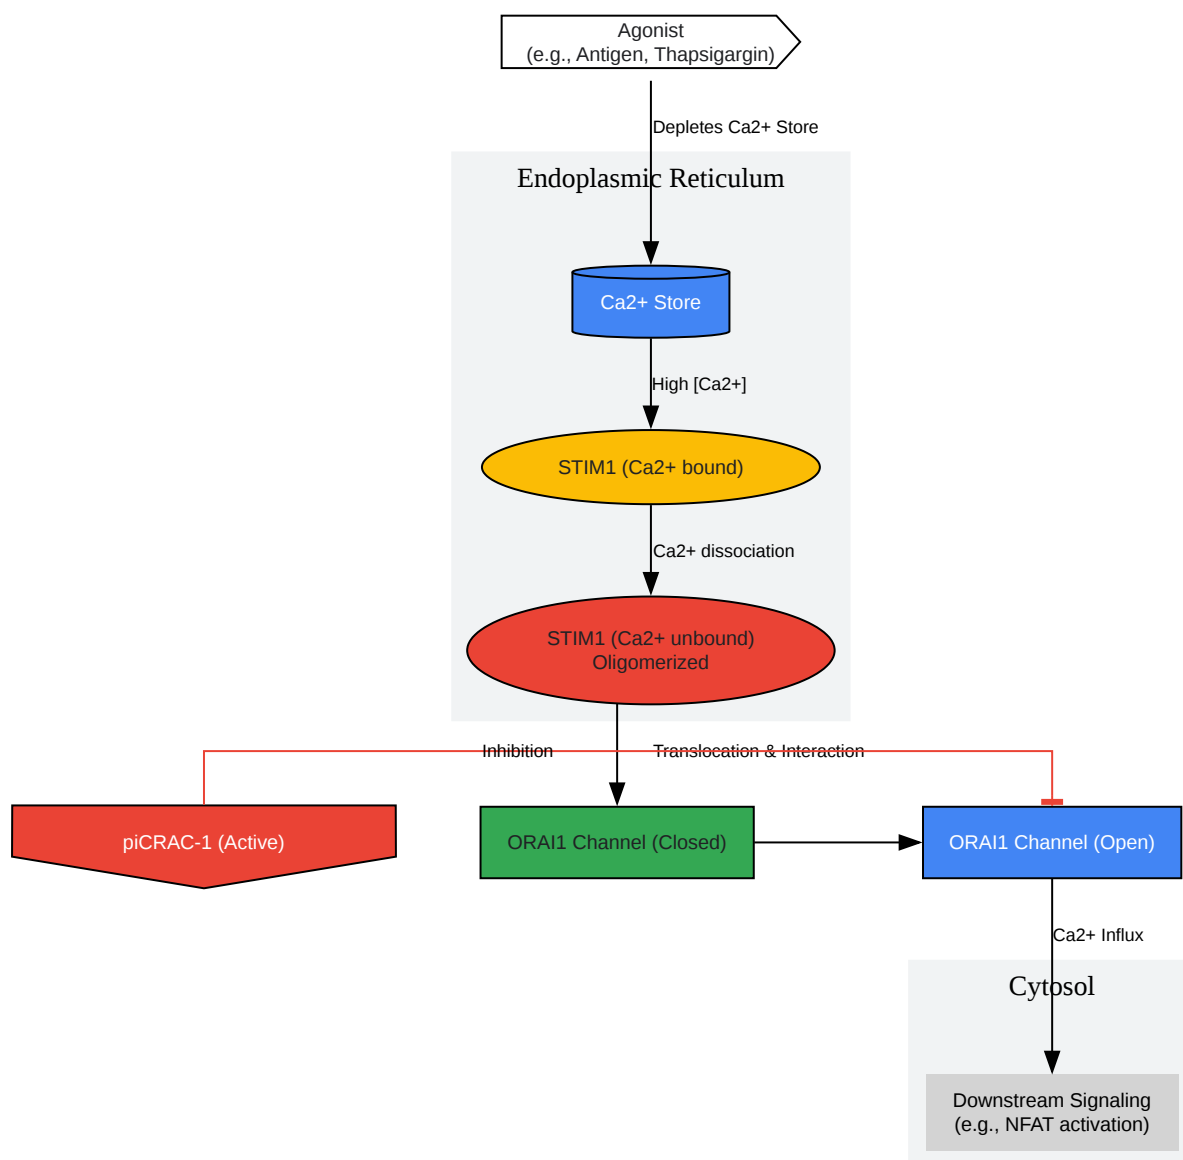 Agonist
(e.g., Antigen, Thapsigargin)
Depletes Ca2+ Store
Endoplasmic Reticulum
Ca2+ Store
High [Ca2+]
STIM1 (Ca2+ bound)
Ca2+ dissociation
STIM1 (Ca2+ unbound)
Oligomerized
Inhibition
Translocation & Interaction
piCRAC-1 (Active)
ORAI1 Channel (Closed)
ORAI1 Channel (Open)
Ca2+ Influx
Cytosol
Downstream Signaling
(e.g., NFAT activation)